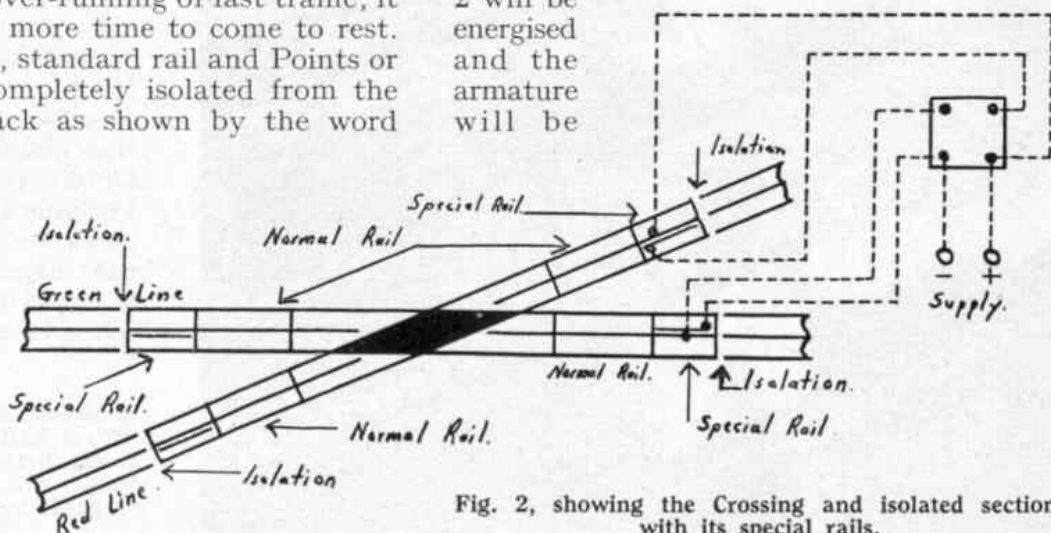 over-running of fast traffic, it
more time to come to rest.
, standard rail and Points or
ompletely isolated from the
ack as shown by the word
2 will be
energised
and the
armature
will be
Isolation
Special Rail.
Isolation.
Normal Rail
Green Line
Supply.
Special Rail.
Normal Rail.
Isolation.
Normal Rail.
Special Rail
Isolation
Red Line.
Fig. 2, showing the Crossing and isolated section
with its special rails.